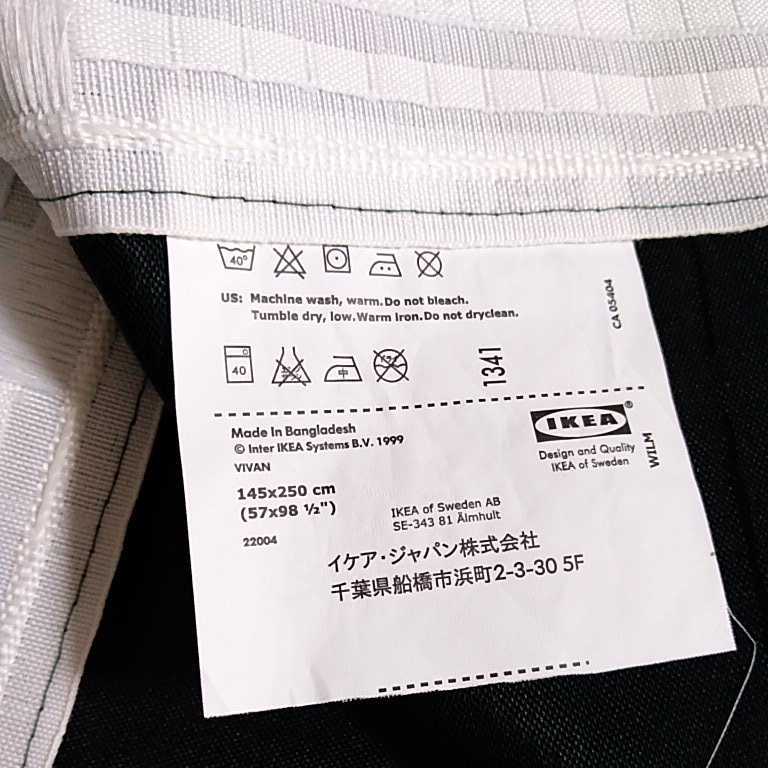 40°
US: Machine wash, warm. Do not bleach.
Tumble dry, low. Warm iron. Do not dryclean.
40
中
1341
CA 05404
Made in Bangladesh
© Inter IKEA Systems B.V. 1999
VIVAN
145x250 cm
(57x98 ½")
22004
IKEA®
Design and Quality
IKEA of Sweden
WILM
IKEA of Sweden AB
SE-343 81 Älmhult
イケア・ジャパン株式会社
千葉県船橋市浜町2-3-30 5F